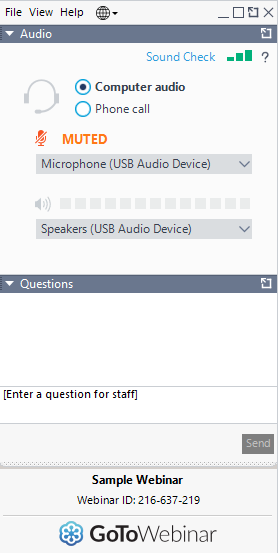 File View Help
Audio
Sound Check ?
Computer audio
Phone call
MUTED
Microphone (USB Audio Device)
Speakers (USB Audio Device)
Questions
[Enter a question for staff]
Send
Sample Webinar
Webinar ID: 216-637-219
GoToWebinar